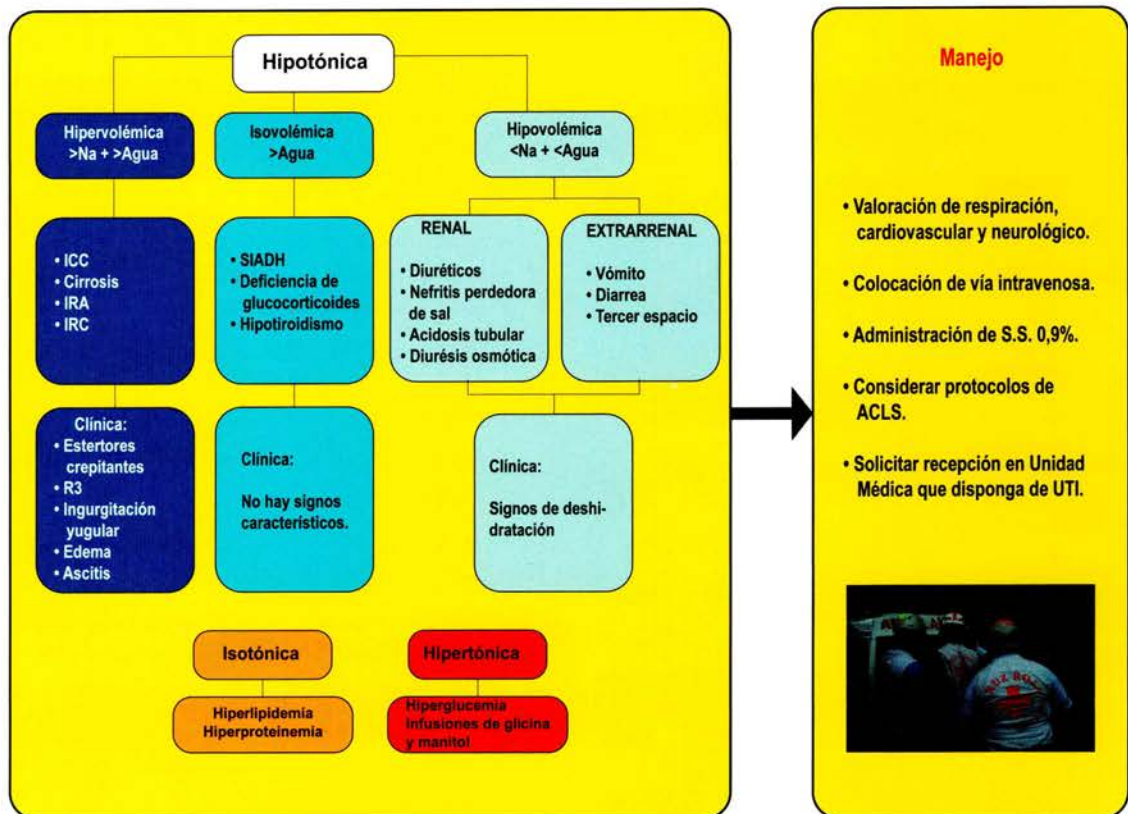 Hipotónica
Hipervolémica
>Na + >Agua
• ICC
• Cirrosis
• IRA
• IRC
Clínica:
• Estertores
crepitantes
• R3
• Ingurgitación
yugular
• Edema
• Ascitis
Isovolémica
>Agua
• SIADH
• Deficiencia de
glucocorticoides
• Hipotiroidismo
Clínica:
No hay signos
característicos.
Hipovolémica
<Na + <Agua
RENAL
• Diuréticos
• Nefritis perdedora
de sal
• Acidosis tubular
• Diurésis osmótica
EXTRARRENAL
• Vómito
• Diarrea
• Tercer espacio
Clínica:
Signos de deshi-
dratación
Isotónica
Hiperlipidemia
Hiperproteinemia
Hipertónica
Hiperglucemia
Infusiones de glicina
y manitol
Manejo
• Valoración de respiración,
cardiovascular y neurológico.
• Colocación de vía intravenosa.
• Administración de S.S. 0,9%.
• Considerar protocolos de
ACLS.
• Solicitar recepción en Unidad
Médica que disponga de UTI.